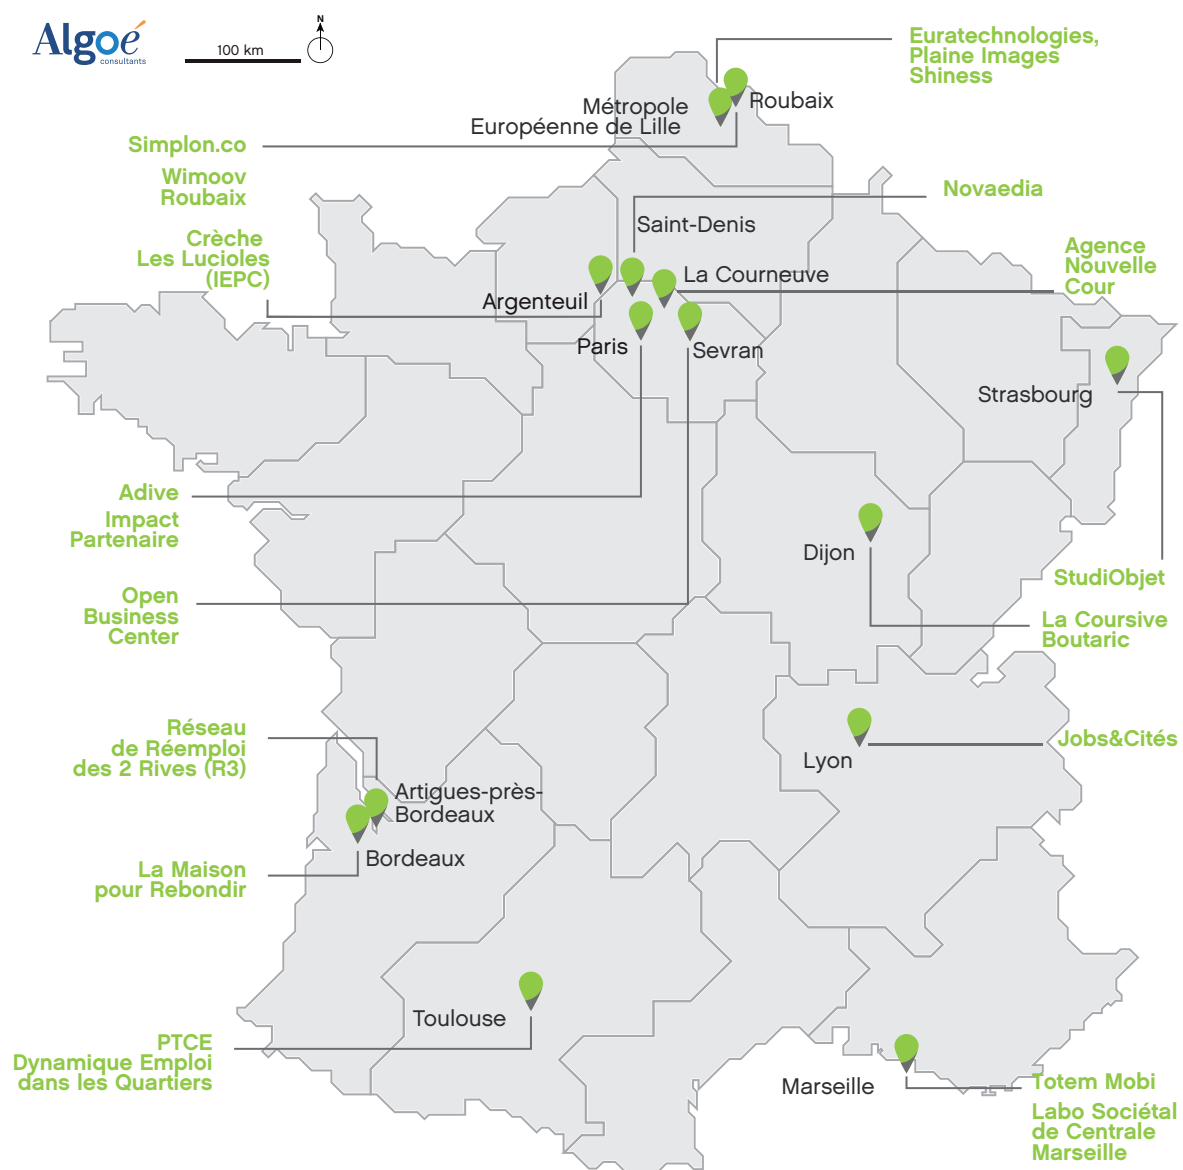 Algoé
consultants
100 km
N
Euratechnologies,
Plaine Images
Shiness
Métropole
Européenne de Lille
Roubaix
Simplon.co
Wimoov
Roubaix
Novaedia
Saint-Denis
Crèche
Les Lucioles
(IEPC)
Agence
Nouvelle
Cour
La Courneuve
Argenteuil
Paris
Sevran
Strasbourg
Adive
Impact
Partenaire
Dijon
StudiObjet
Open
Business
Center
La Coursive
Boutaric
Réseau
de Réemploi
des 2 Rives (R3)
Jobs&Cités
Lyon
Artigues-près-
Bordeaux
Bordeaux
La Maison
pour Rebondir
Toulouse
PTCE
Dynamique Emploi
dans les Quartiers
Marseille
Totem Mobi
Labo Sociétal
de Centrale
Marseille